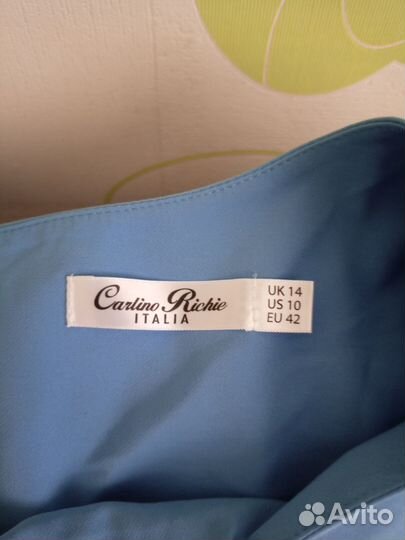 Carlino Richie
ITALIA
UK 14
US 10
EU 42
Avito